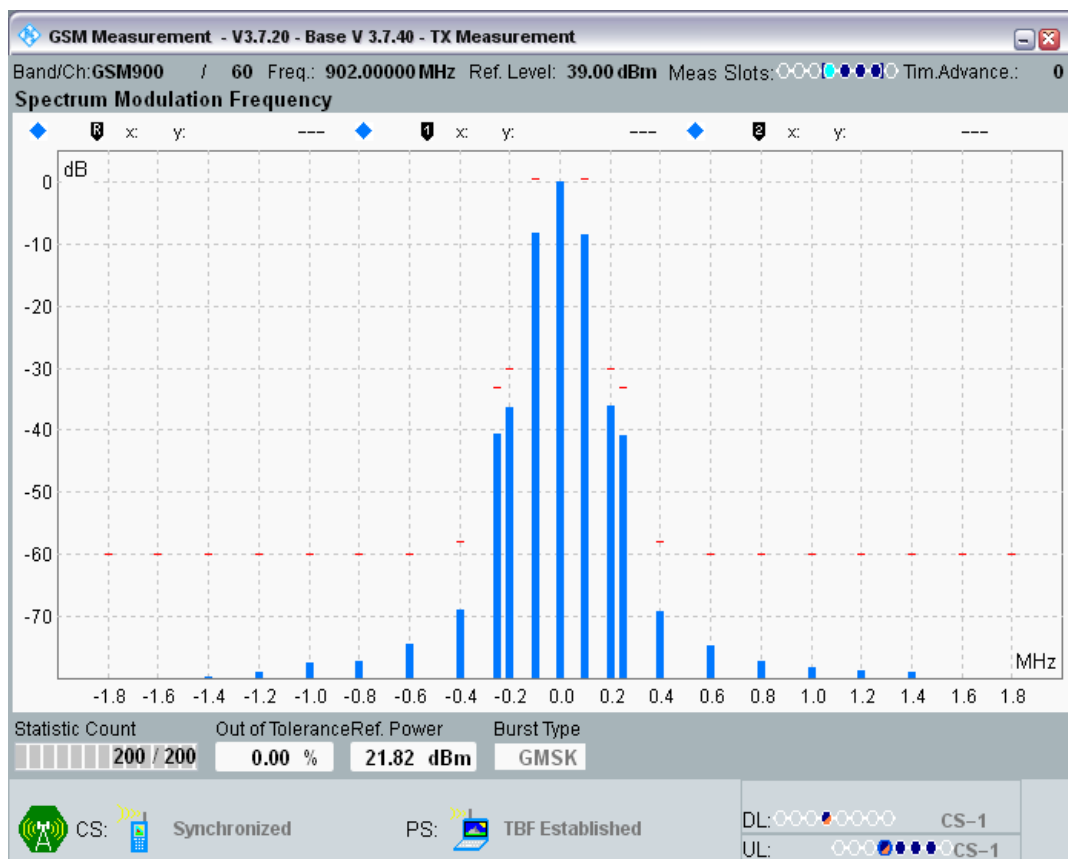 GSM Measurement - V3.7.20 - Base V 3.7.40 - TX Measurement
Band/Ch:GSM900 / 60 Freq.: 902.00000 MHz Ref. Level: 39.00 dBm Meas Slots: Tim.Advance.: 0
Spectrum Modulation Frequency
R x: y: --- 1 x: y: --- 2 x: y: ---
dB
0
-10
-20
-30
-40
-50
-60
-70
MHz
-1.8 -1.6 -1.4 -1.2 -1.0 -0.8 -0.6 -0.4 -0.2 0.0 0.2 0.4 0.6 0.8 1.0 1.2 1.4 1.6 1.8
Statistic Count Out of Tolerance Ref. Power Burst Type
200 / 200 0.00 % 21.82 dBm GMSK
CS: Synchronized PS: TBF Established
DL: CS-1
UL: CS-1